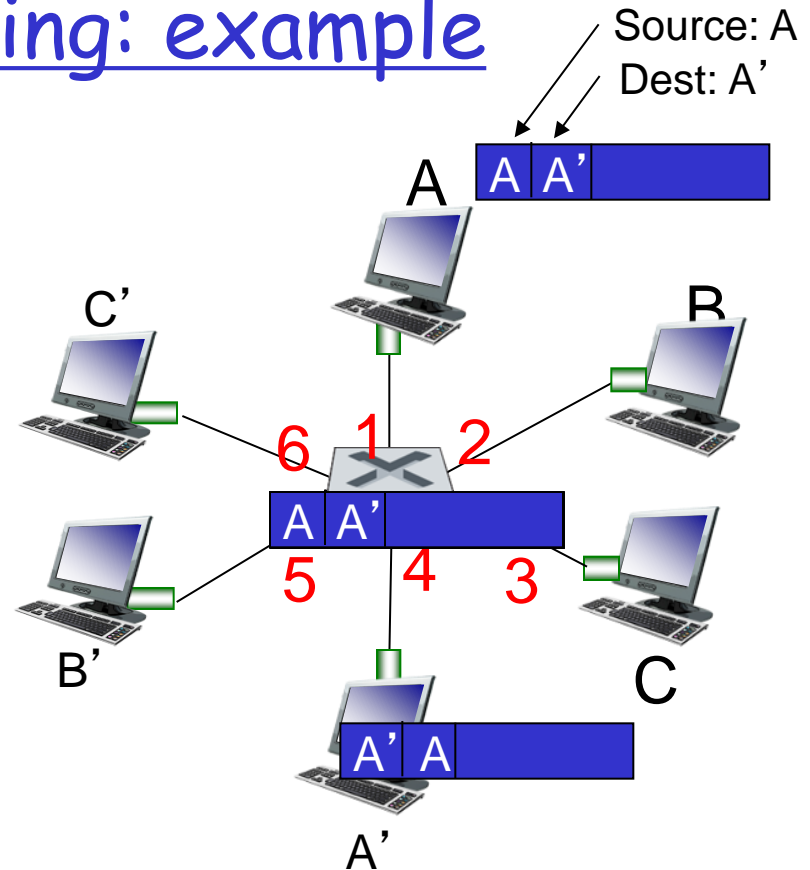 ing: example
Source: A
Dest: A’
A A’
A
C’
B
6 1 2
A A’
5 4 3
B’
C
A’ A
A’